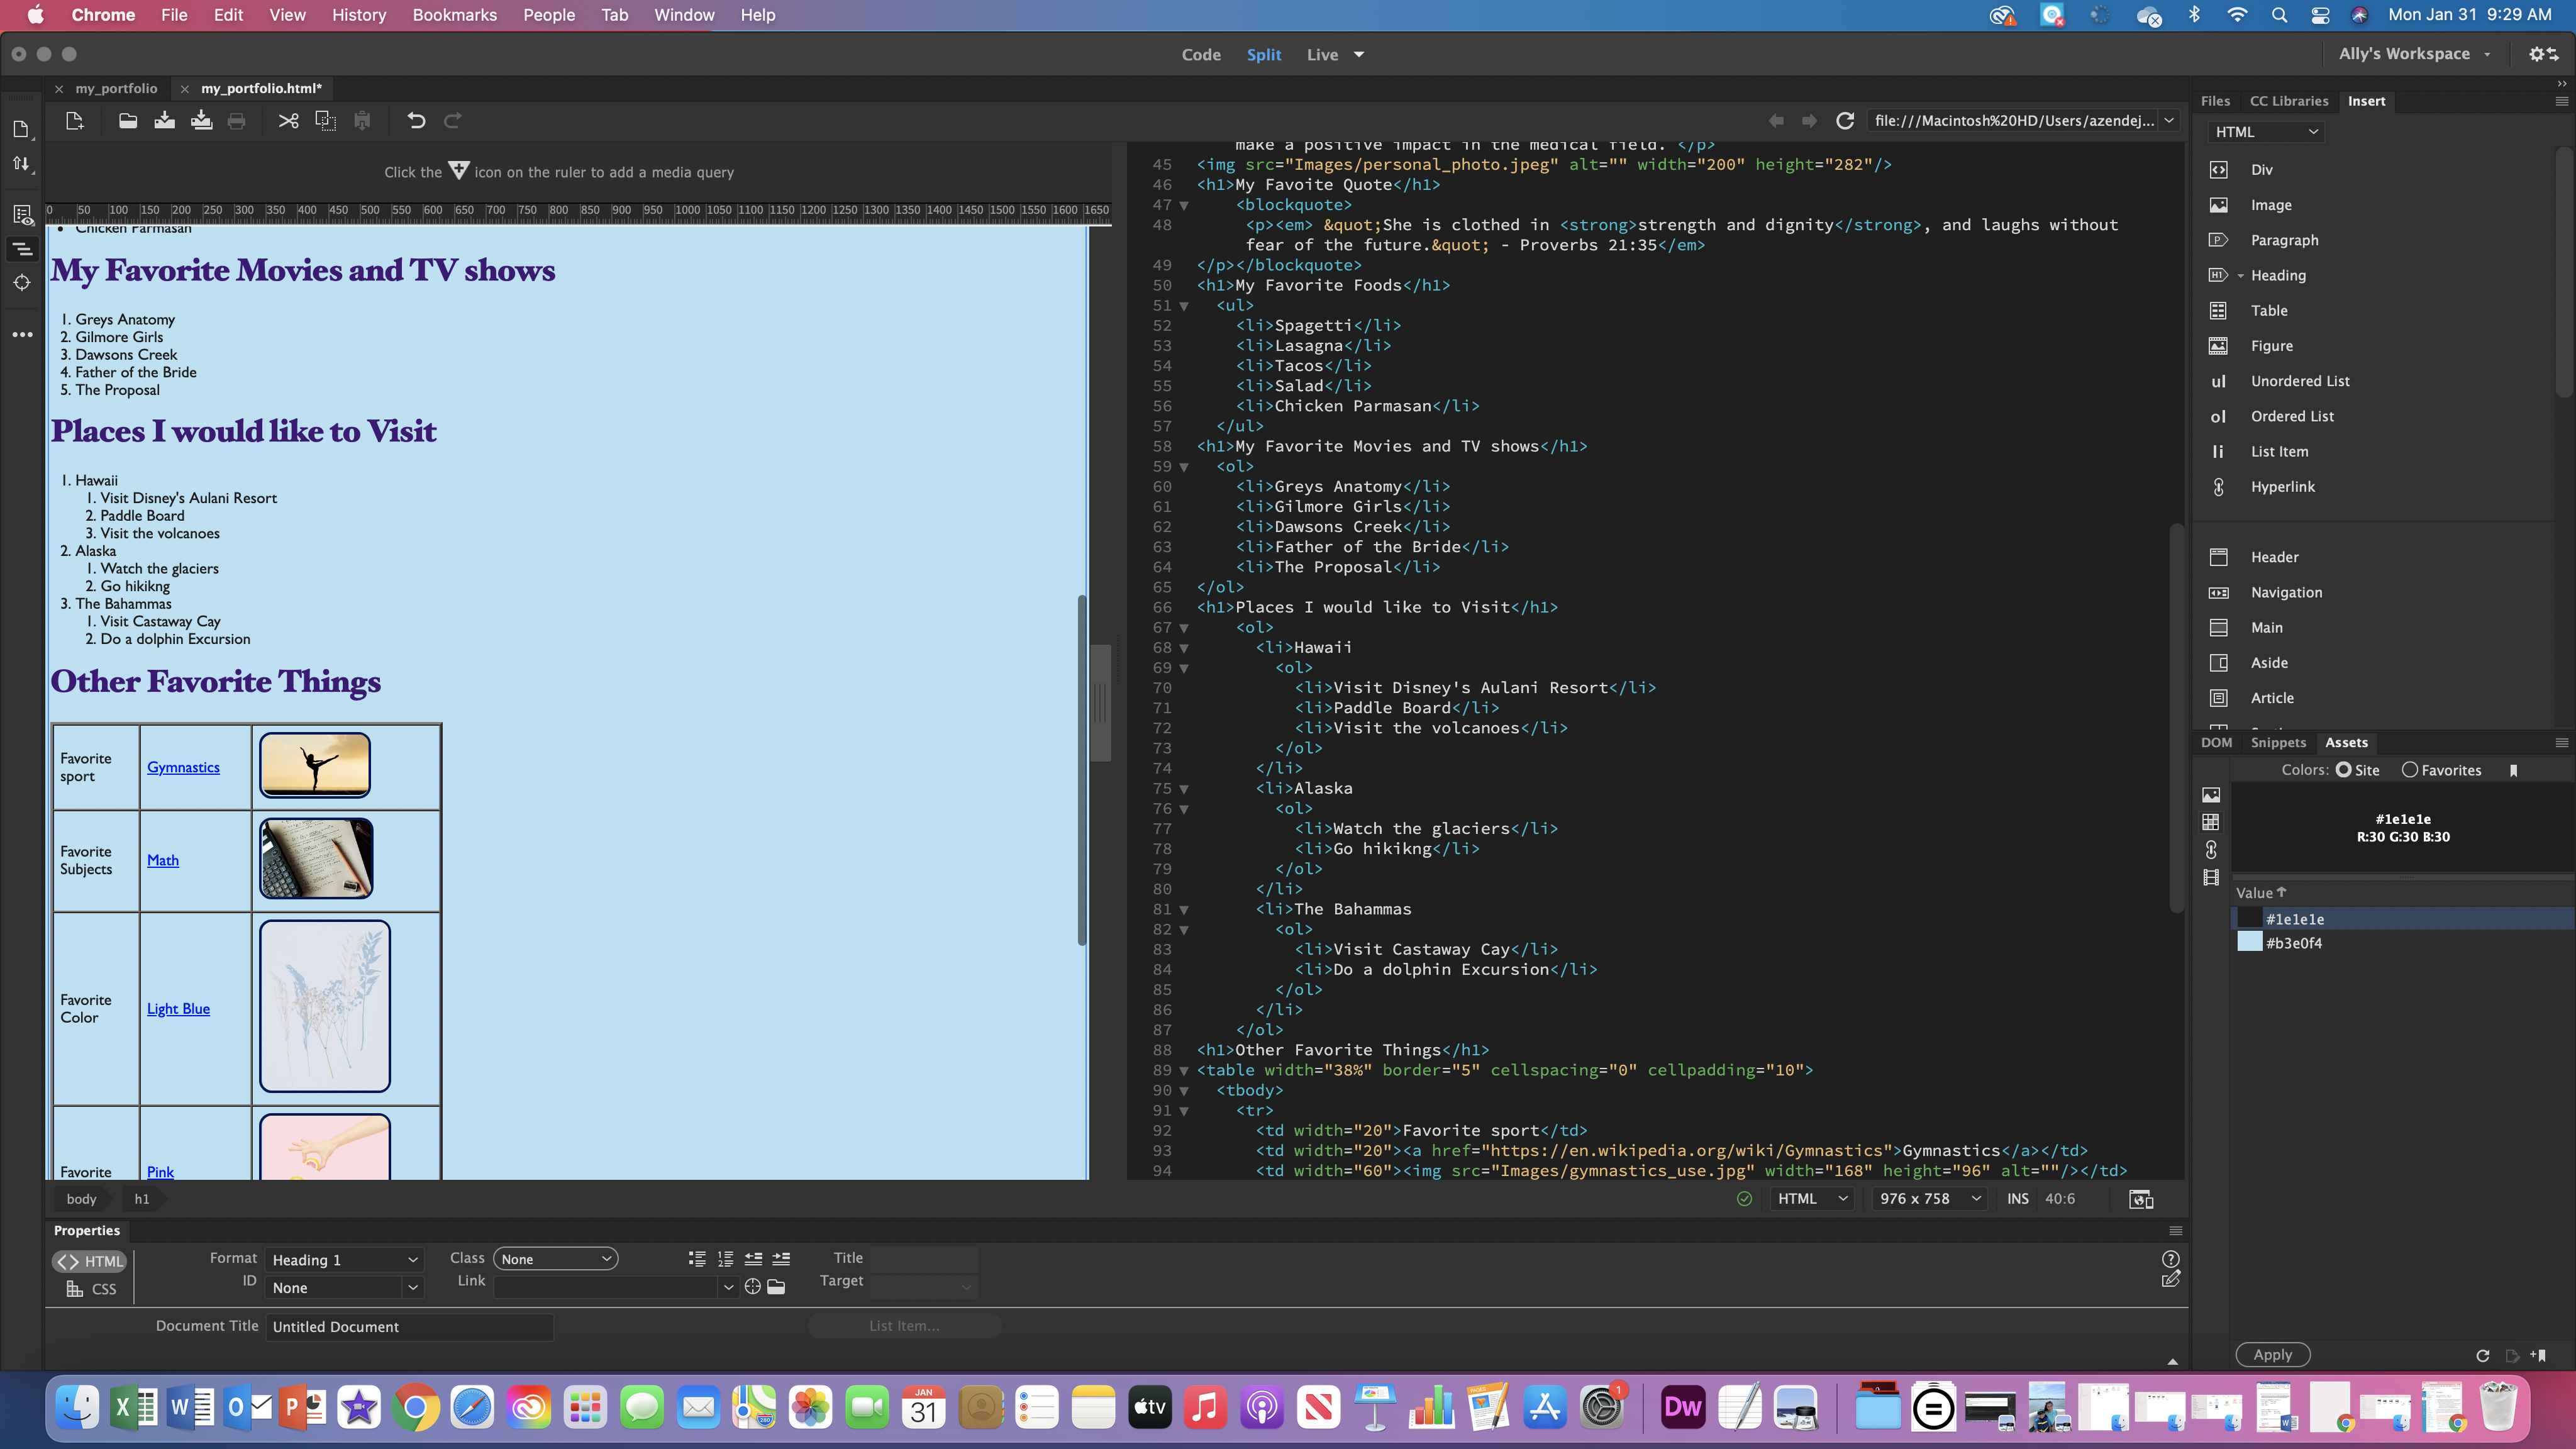 Chrome File Edit View History Bookmarks People Tab Window Help Mon Jan 31 9:29 AM
Code Split Live Ally's Workspace
my_portfolio my_portfolio.html*
file:///Macintosh%20HD/Users/azendej...
Click the icon on the ruler to add a media query
0 50 100 150 200 250 300 350 400 450 500 550 600 650 700 750 800 850 900 950 1000 1050 1100 1150 1200 1250 1300 1350 1400 1450 1500 1550 1600 1650
Chicken Parmasan
My Favorite Movies and TV shows
1. Greys Anatomy
2. Gilmore Girls
3. Dawsons Creek
4. Father of the Bride
5. The Proposal
Places I would like to Visit
1. Hawaii
1. Visit Disney's Aulani Resort
2. Paddle Board
3. Visit the volcanoes
2. Alaska
1. Watch the glaciers
2. Go hikikng
3. The Bahammas
1. Visit Castaway Cay
2. Do a dolphin Excursion
Other Favorite Things
Favorite
sport
Gymnastics
Favorite
Subjects
Math
Favorite
Color
Light Blue
Favorite
Pink
make a positive impact in the medical field. </p>
45 <img src="Images/personal_photo.jpeg" alt="" width="200" height="282"/>
46 <h1>My Favoite Quote</h1>
47 <blockquote>
48 <p><em> &quot;She is clothed in <strong>strength and dignity</strong>, and laughs without
fear of the future.&quot; - Proverbs 21:35</em>
49 </p></blockquote>
50 <h1>My Favorite Foods</h1>
51 <ul>
52 <li>Spagetti</li>
53 <li>Lasagna</li>
54 <li>Tacos</li>
55 <li>Salad</li>
56 <li>Chicken Parmasan</li>
57 </ul>
58 <h1>My Favorite Movies and TV shows</h1>
59 <ol>
60 <li>Greys Anatomy</li>
61 <li>Gilmore Girls</li>
62 <li>Dawsons Creek</li>
63 <li>Father of the Bride</li>
64 <li>The Proposal</li>
65 </ol>
66 <h1>Places I would like to Visit</h1>
67 <ol>
68 <li>Hawaii
69 <ol>
70 <li>Visit Disney's Aulani Resort</li>
71 <li>Paddle Board</li>
72 <li>Visit the volcanoes</li>
73 </ol>
74 </li>
75 <li>Alaska
76 <ol>
77 <li>Watch the glaciers</li>
78 <li>Go hikikng</li>
79 </ol>
80 </li>
81 <li>The Bahammas
82 <ol>
83 <li>Visit Castaway Cay</li>
84 <li>Do a dolphin Excursion</li>
85 </ol>
86 </li>
87 </ol>
88 <h1>Other Favorite Things</h1>
89 <table width="38%" border="5" cellspacing="0" cellpadding="10">
90 <tbody>
91 <tr>
92 <td width="20">Favorite sport</td>
93 <td width="20"><a href="https://en.wikipedia.org/wiki/Gymnastics">Gymnastics</a></td>
94 <td width="60"><img src="Images/gymnastics_use.jpg" width="168" height="96" alt=""/></td>
body h1
HTML 976 x 758 INS 40:6
Files CC Libraries Insert
HTML
Div
Image
P Paragraph
H1 Heading
Table
Figure
ul Unordered List
ol Ordered List
li List Item
Hyperlink
Header
Navigation
Main
Aside
Article
DOM Snippets Assets
Colors: Site Favorites
#1e1e1e
R:30 G:30 B:30
Value
#1e1e1e
#b3e0f4
Apply
Properties
HTML Format Heading 1 Class None Title
CSS ID None Link Target
Document Title Untitled Document List Item...
JAN
31
tv
280
1
Dw
X W O P N